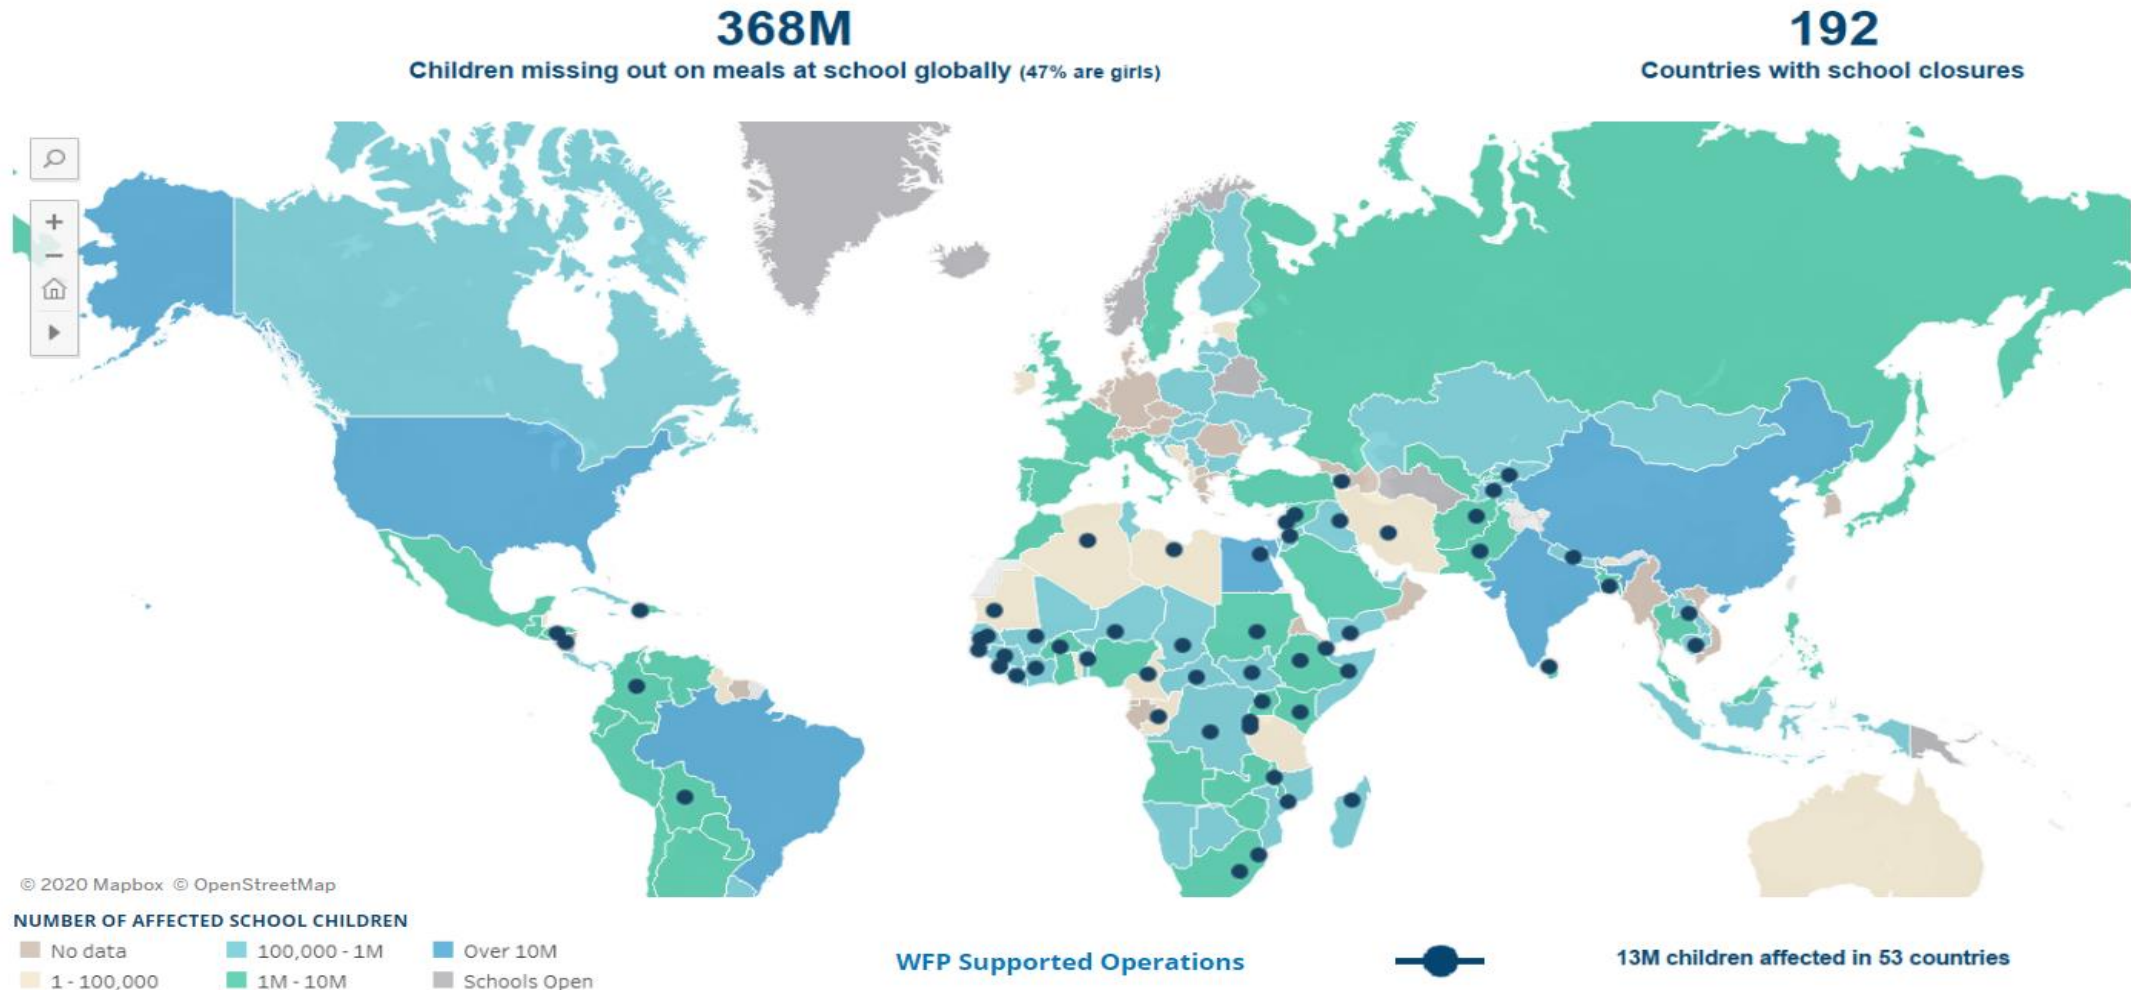 368M
Children missing out on meals at school globally (47% are girls)
192
Countries with school closures
+
−
© 2020 Mapbox © OpenStreetMap
NUMBER OF AFFECTED SCHOOL CHILDREN
No data
1 - 100,000
100,000 - 1M
1M - 10M
Over 10M
Schools Open
WFP Supported Operations
13M children affected in 53 countries